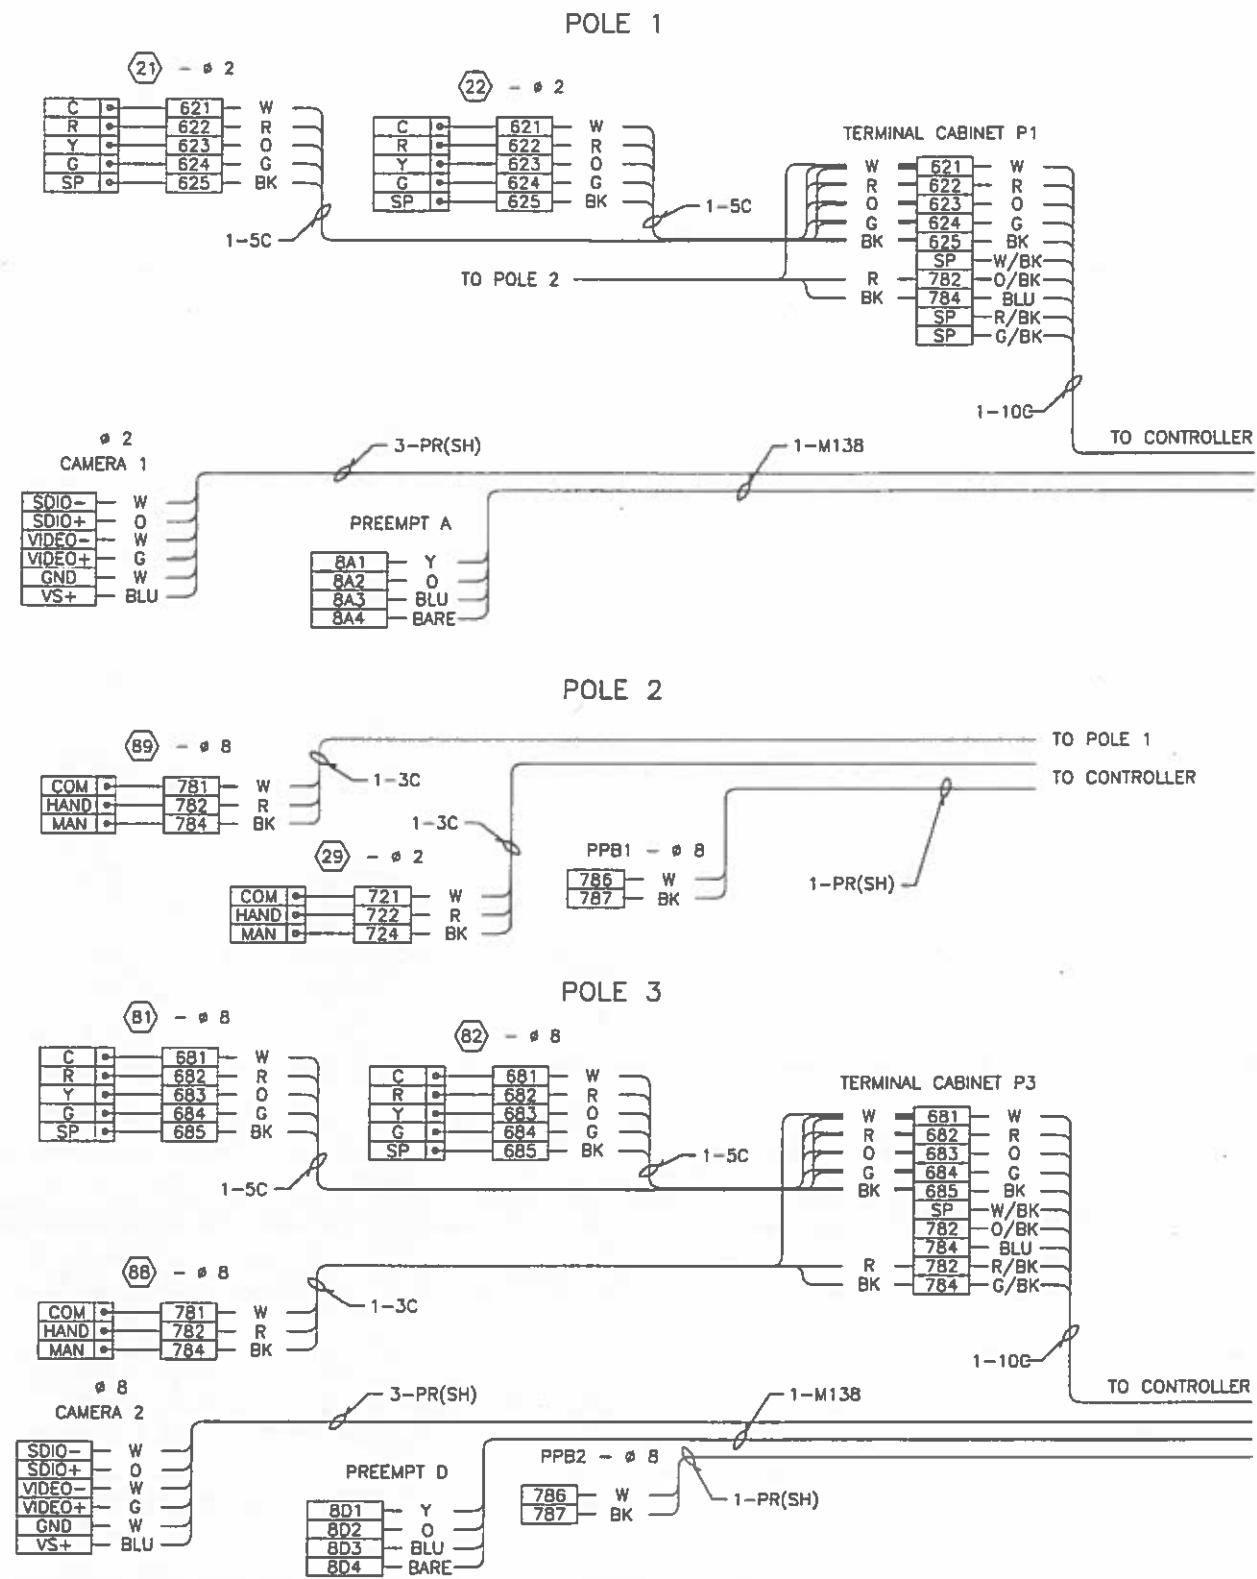 POLE 1
21 - ø 2
C 621 W
R 622 R
Y 623 O
G 624 G
SP 625 BK
1-5C
22 - ø 2
C 621 W
R 622 R
Y 623 O
G 624 G
SP 625 BK
1-5C
TERMINAL CABINET P1
W 621 W
R 622 R
O 623 O
G 624 G
BK 625 BK
SP W/BK
R 782 O/BK
BK 784 BLU
SP R/BK
SP G/BK
TO POLE 2
1-10C
TO CONTROLLER
ø 2
CAMERA 1
SDIO- W
SDIO+ O
VIDEO- W
VIDEO+ G
GND W
VS+ BLU
3-PR(SH)
1-M138
PREEMPT A
8A1 Y
8A2 O
8A3 BLU
8A4 BARE
POLE 2
89 - ø 8
COM 781 W
HAND 782 R
MAN 784 BK
1-3C
TO POLE 1
TO CONTROLLER
29 - ø 2
COM 721 W
HAND 722 R
MAN 724 BK
1-3C
PPB1 - ø 8
786 W
787 BK
1-PR(SH)
POLE 3
81 - ø 8
C 681 W
R 682 R
Y 683 O
G 684 G
SP 685 BK
1-5C
82 - ø 8
C 681 W
R 682 R
Y 683 O
G 684 G
SP 685 BK
1-5C
TERMINAL CABINET P3
W 681 W
R 682 R
O 683 O
G 684 G
BK 685 BK
SP W/BK
782 O/BK
784 BLU
R 782 R/BK
BK 784 G/BK
88 - ø 8
COM 781 W
HAND 782 R
MAN 784 BK
1-3C
1-10C
TO CONTROLLER
ø 8
CAMERA 2
SDIO- W
SDIO+ O
VIDEO- W
VIDEO+ G
GND W
VS+ BLU
3-PR(SH)
1-M138
PREEMPT D
8D1 Y
8D2 O
8D3 BLU
8D4 BARE
PPB2 - ø 8
786 W
787 BK
1-PR(SH)